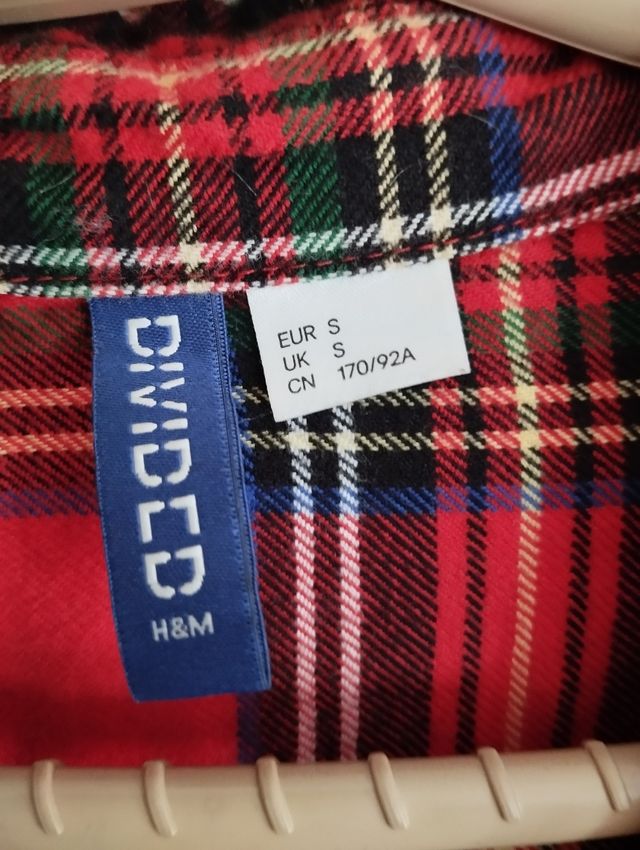 DIVIDED
H&M
EUR S
UK S
CN 170/92A